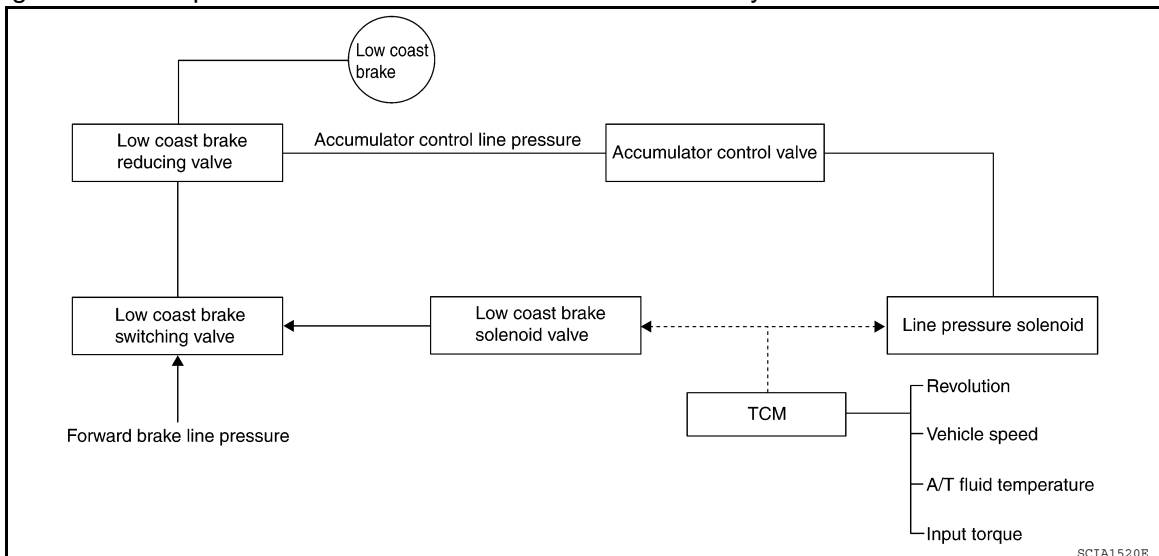 Low coast
brake
Low coast brake
reducing valve
Accumulator control line pressure
Accumulator control valve
Low coast brake
switching valve
Low coast brake
solenoid valve
Line pressure solenoid
TCM
Revolution
Vehicle speed
A/T fluid temperature
Input torque
Forward brake line pressure
SCIA1520E